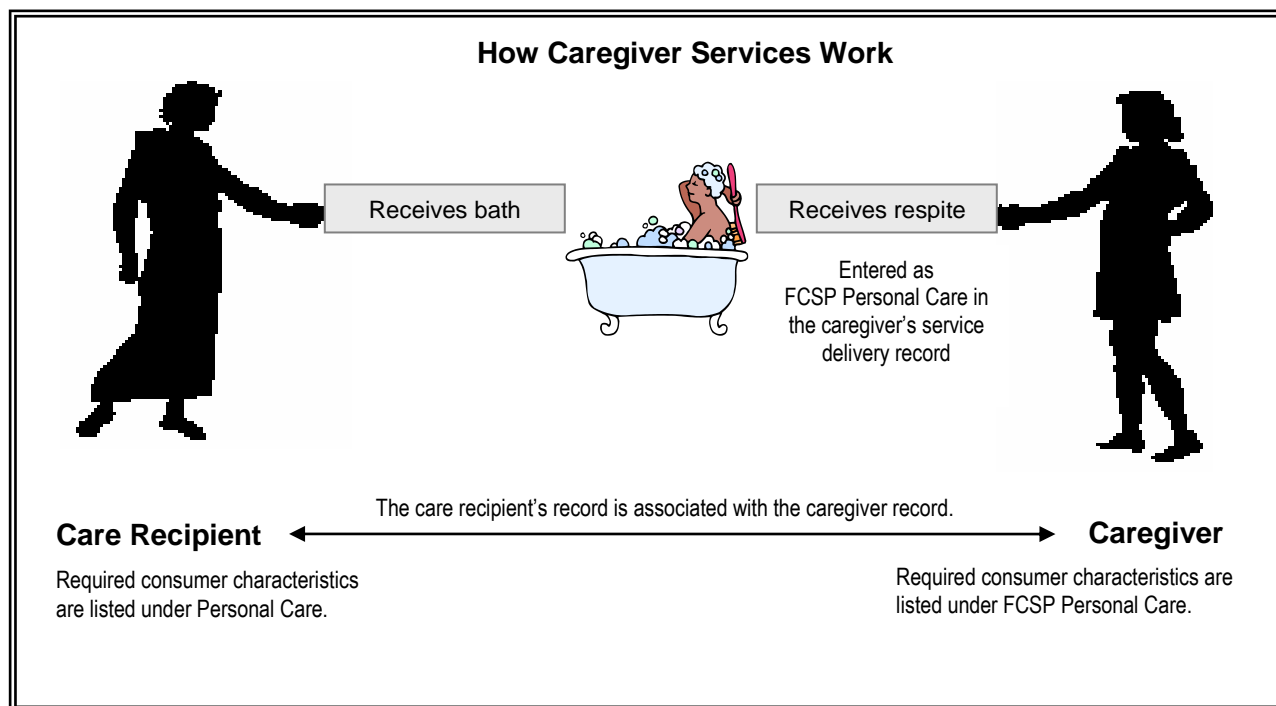 How Caregiver Services Work
Receives bath
Receives respite
Entered as
FCSP Personal Care in
the caregiver’s service
delivery record
The care recipient’s record is associated with the caregiver record.
Care Recipient
Caregiver
Required consumer characteristics
are listed under Personal Care.
Required consumer characteristics are
listed under FCSP Personal Care.